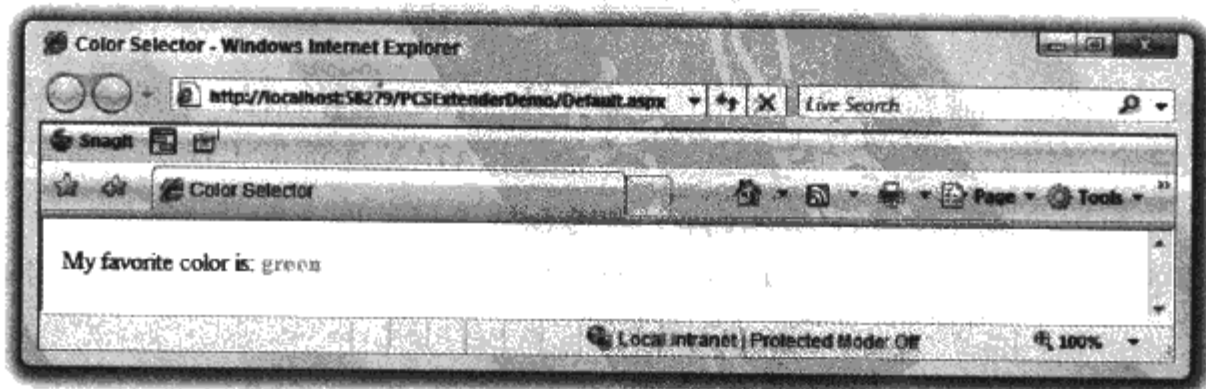 Color Selector - Windows Internet Explorer
http://localhost:58279/PCSExtenderDemo/Default.aspx
Live Search
SnagIt
Color Selector
Page
Tools
»
My favorite color is: green
Local intranet | Protected Mode: Off
100%